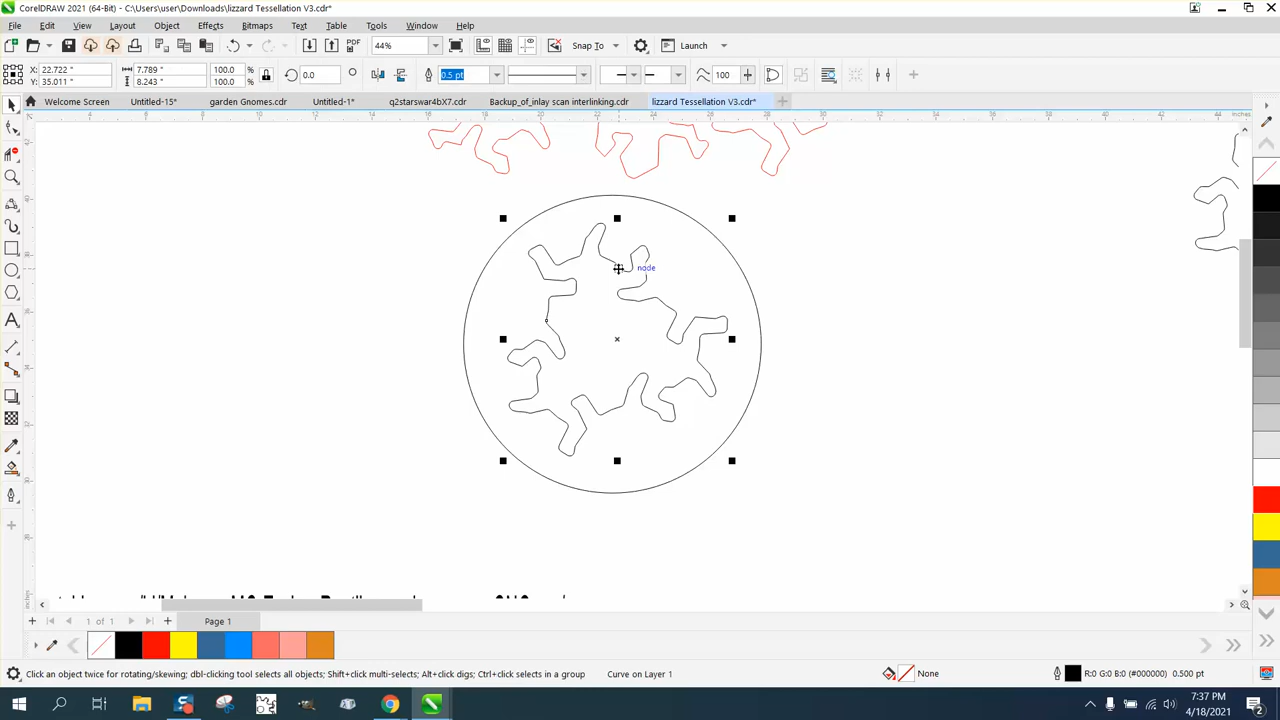 CorelDRAW 2021 (64-Bit) - C:\Users\user\Downloads\lizzard Tessellation V3.cdr*
File Edit View Layout Object Effects Bitmaps Text Table Tools Window Help
PDF 44% Snap To Launch
X: 22.722 " 7.789 " 100.0 % 0.0 ° 0.5 pt 100
Y: 35.011 " 8.243 " 100.0 %
Welcome Screen Untitled-15* garden Gnomes.cdr Untitled-1* q2starswar4bX7.cdr Backup_of_inlay scan interlinking.cdr lizzard Tessellation V3.cdr*
inches
node
1 of 1 Page 1
Click an object twice for rotating/skewing; dbl-clicking tool selects all objects; Shift+click multi-selects; Alt+click digs; Ctrl+click selects in a group Curve on Layer 1 None R:0 G:0 B:0 (#000000) 0.500 pt
7:37 PM
4/18/2021
2